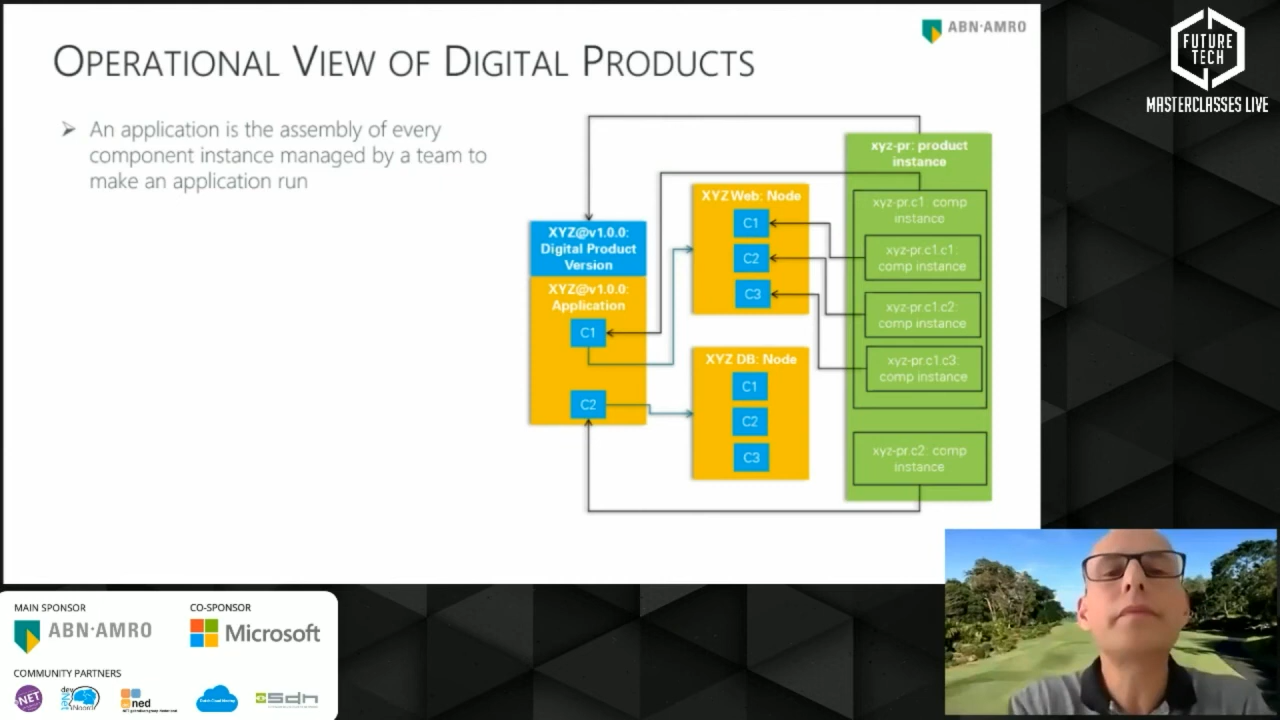 OPERATIONAL VIEW OF DIGITAL PRODUCTS
ABN·AMRO
FUTURE
TECH
MASTERCLASSES LIVE
An application is the assembly of every
component instance managed by a team to
make an application run
XYZ@v1.0.0:
Digital Product
Version
XYZ@v1.0.0:
Application
C1
C2
XYZ Web: Node
C1
C2
C3
XYZ DB: Node
C1
C2
C3
xyz-pr: product
instance
xyz-pr.c1: comp
instance
xyz-pr.c1.c1:
comp instance
xyz-pr.c1.c2:
comp instance
xyz-pr.c1.c3:
comp instance
xyz-pr.c2: comp
instance
MAIN SPONSOR
ABN·AMRO
CO-SPONSOR
Microsoft
COMMUNITY PARTNERS
.NET
dev
Noord
ned
sdn